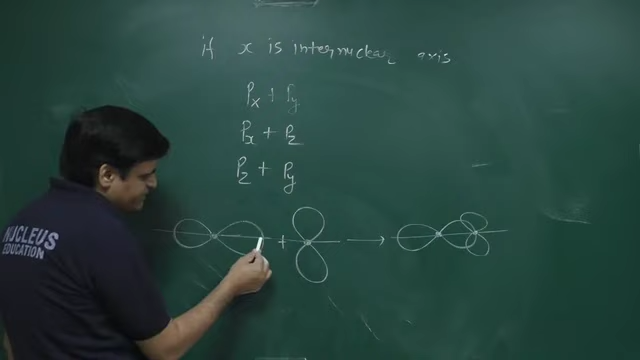 if x is internuclear axis
Px + Py
Px + Pz
Pz + Py
+
NUCLEUS
EDUCATION